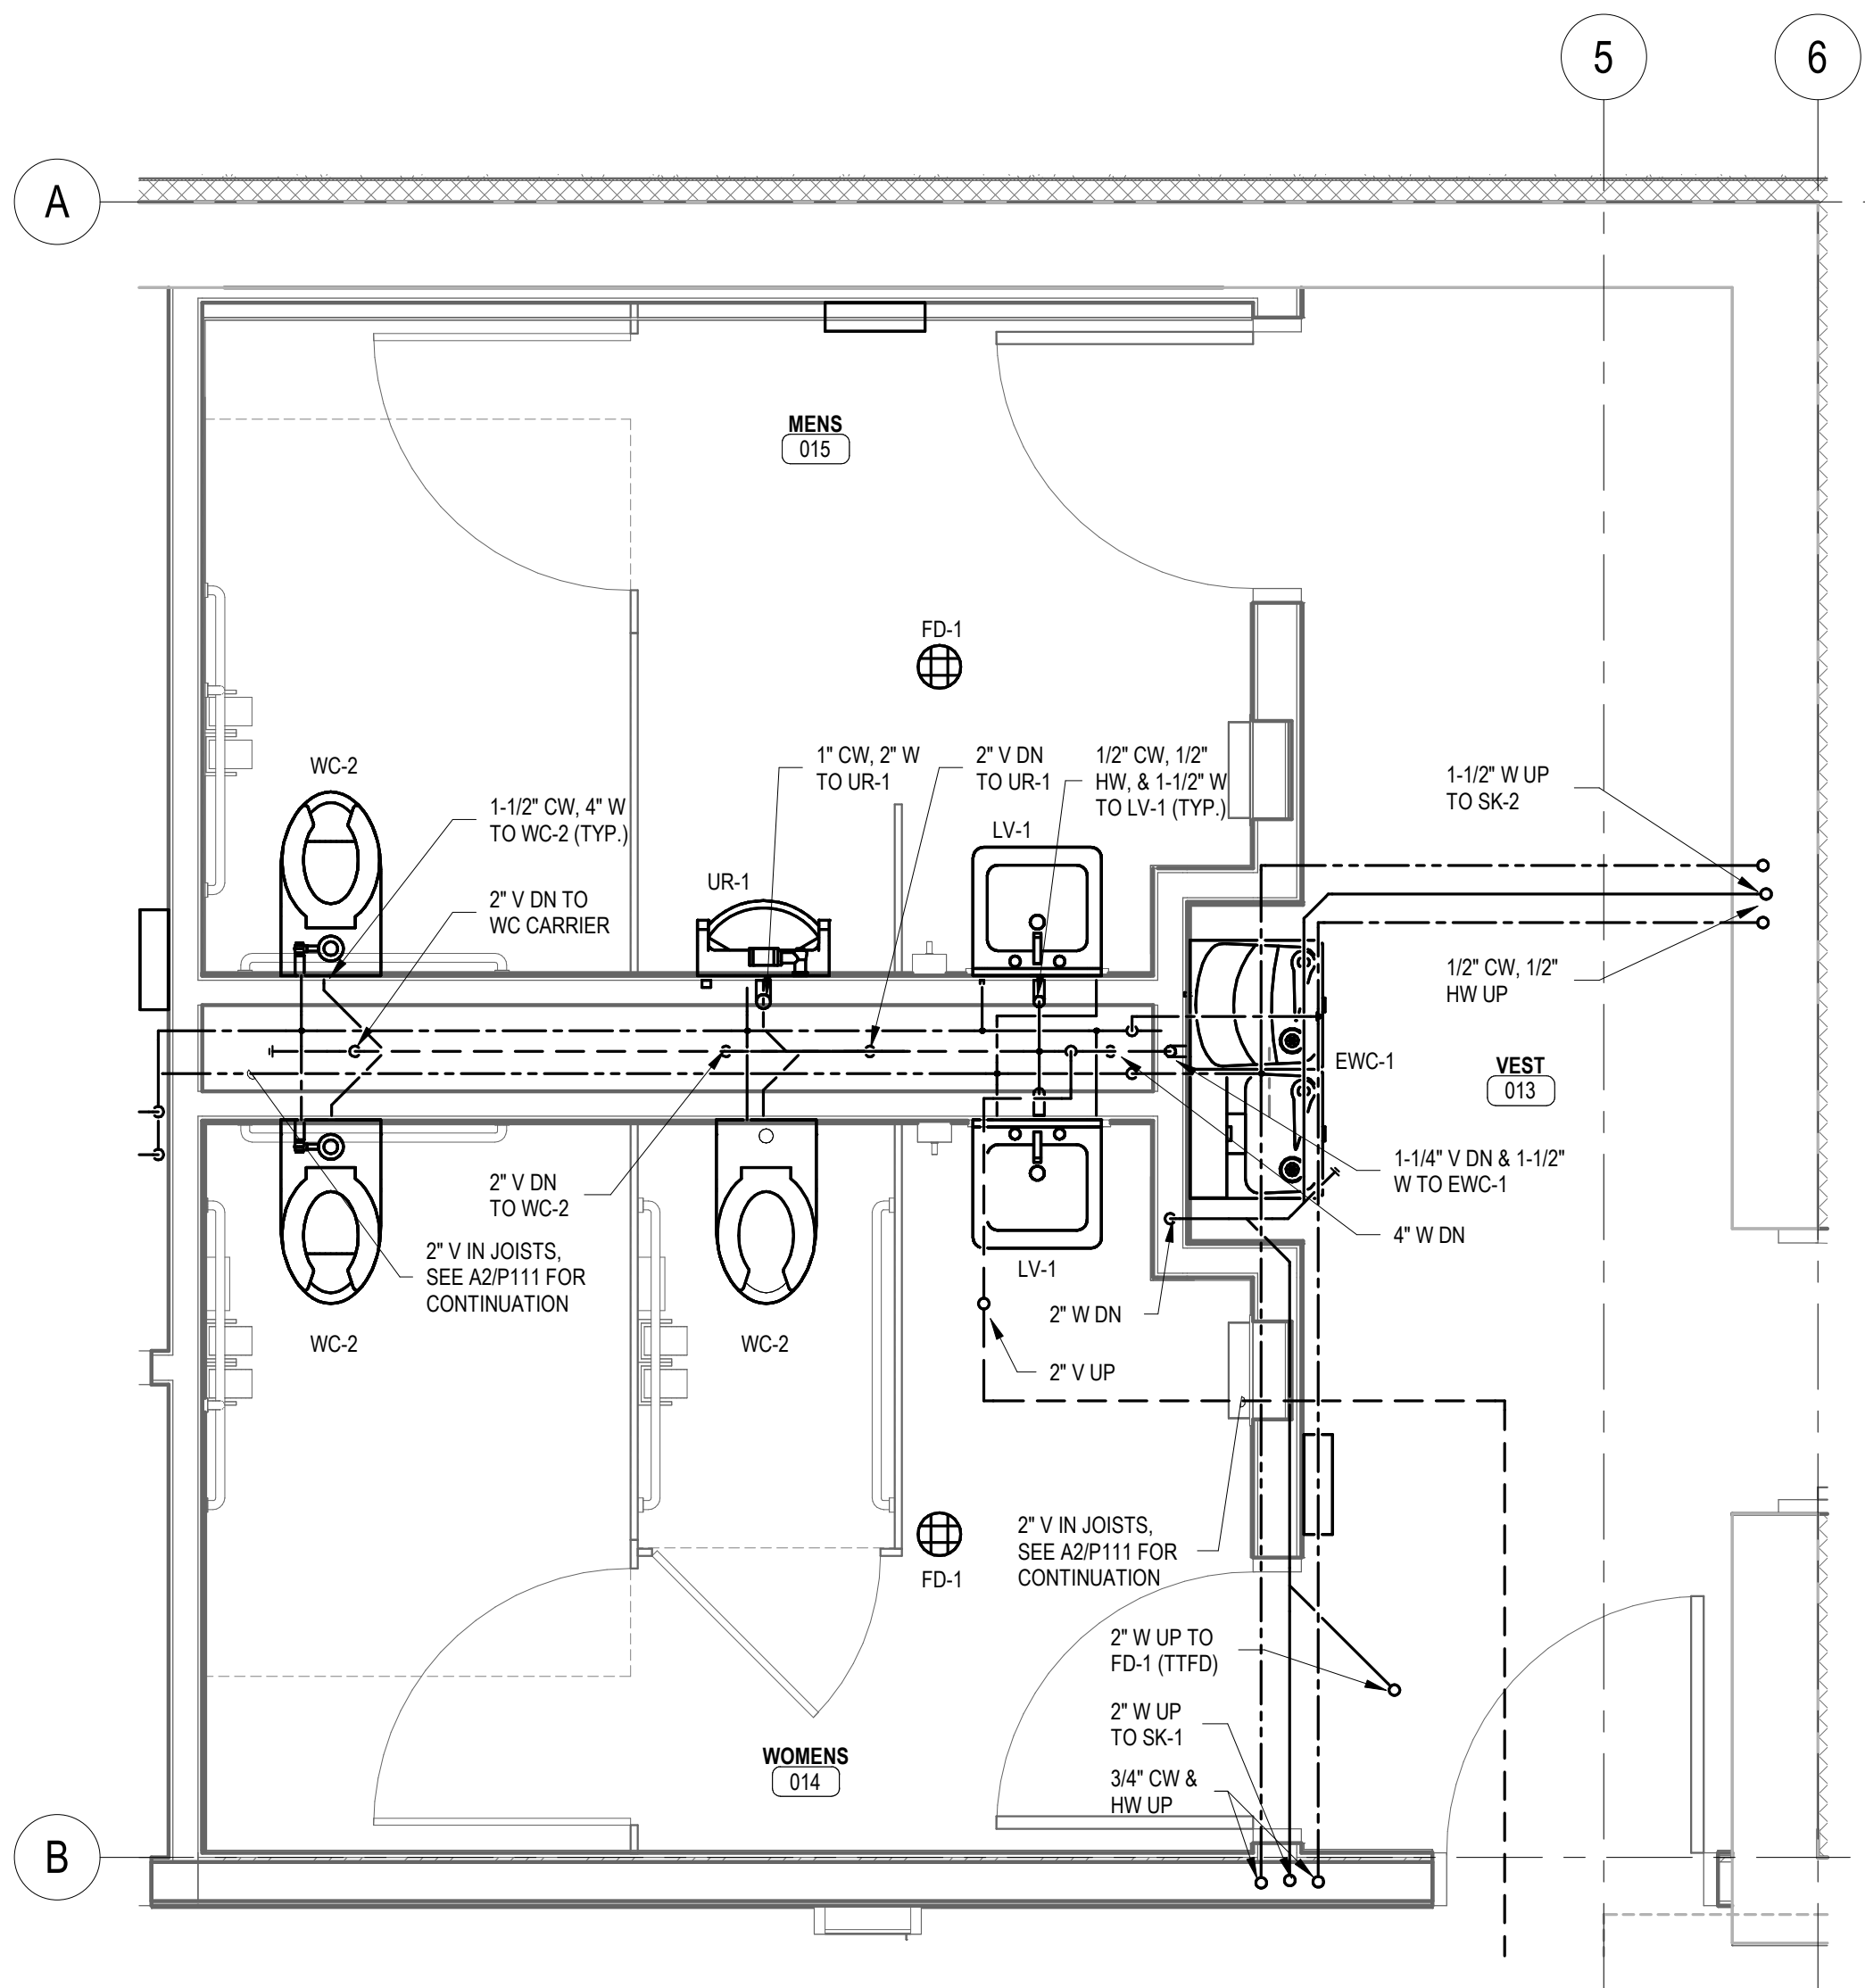 5
6
A
MENS
015
FD-1
WC-2
1" CW, 2" W
TO UR-1
2" V DN
TO UR-1
1/2" CW, 1/2"
HW, & 1-1/2" W
TO LV-1 (TYP.)
1-1/2" W UP
TO SK-2
1-1/2" CW, 4" W
TO WC-2 (TYP.)
LV-1
UR-1
2" V DN TO
WC CARRIER
1/2" CW, 1/2"
HW UP
EWC-1
VEST
013
2" V DN
TO WC-2
1-1/4" V DN & 1-1/2"
W TO EWC-1
4" W DN
2" V IN JOISTS,
SEE A2/P111 FOR
CONTINUATION
LV-1
2" W DN
WC-2
WC-2
2" V UP
2" V IN JOISTS,
SEE A2/P111 FOR
CONTINUATION
FD-1
2" W UP TO
FD-1 (TTFD)
2" W UP
TO SK-1
WOMENS
014
3/4" CW &
HW UP
B